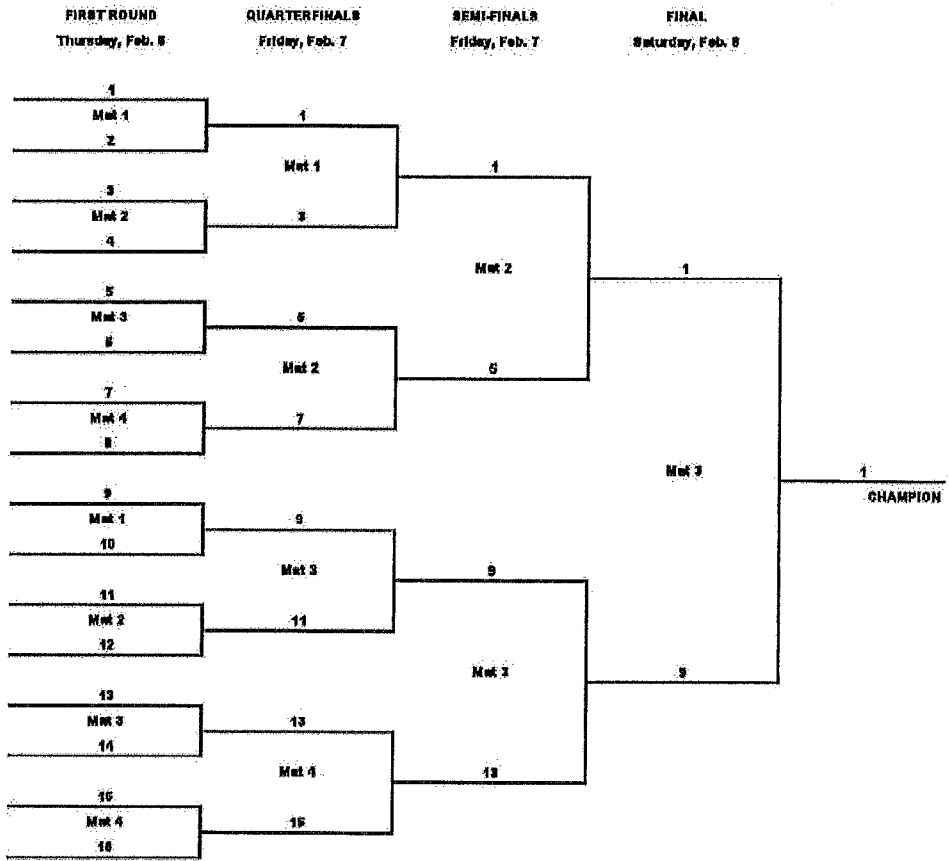 FIRST ROUND
Thursday, Feb. 6
QUARTERFINALS
Friday, Feb. 7
SEMI-FINALS
Friday, Feb. 7
FINAL
Saturday, Feb. 8
1
Mat 1
2
3
Mat 2
4
5
Mat 3
6
7
Mat 4
8
9
Mat 1
10
11
Mat 2
12
13
Mat 3
14
15
Mat 4
16
1
Mat 1
3
5
Mat 2
7
9
Mat 3
11
13
Mat 4
15
1
Mat 2
5
9
Mat 3
13
1
Mat 3
9
1
CHAMPION